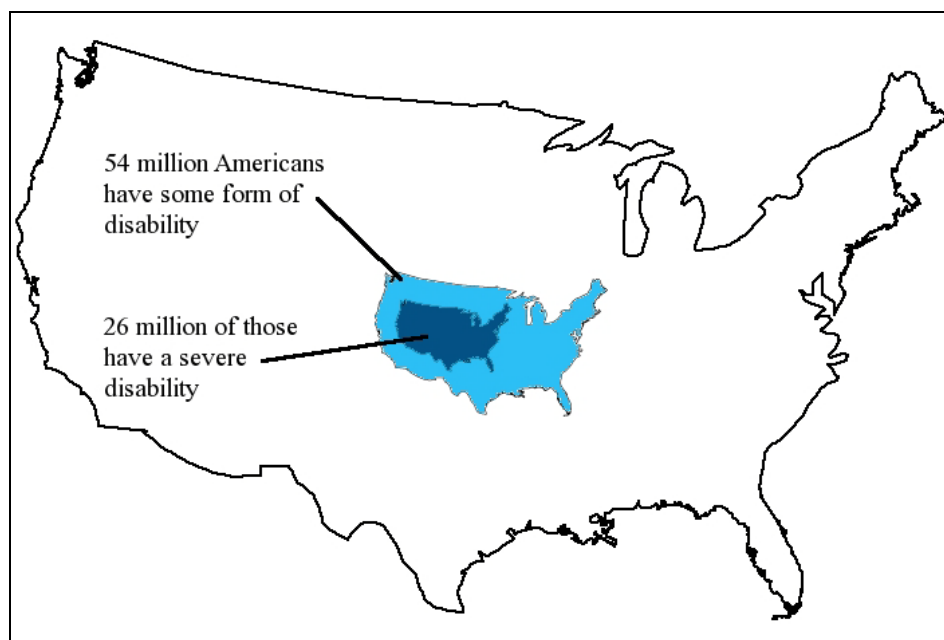 54 million Americans
have some form of
disability
26 million of those
have a severe
disability